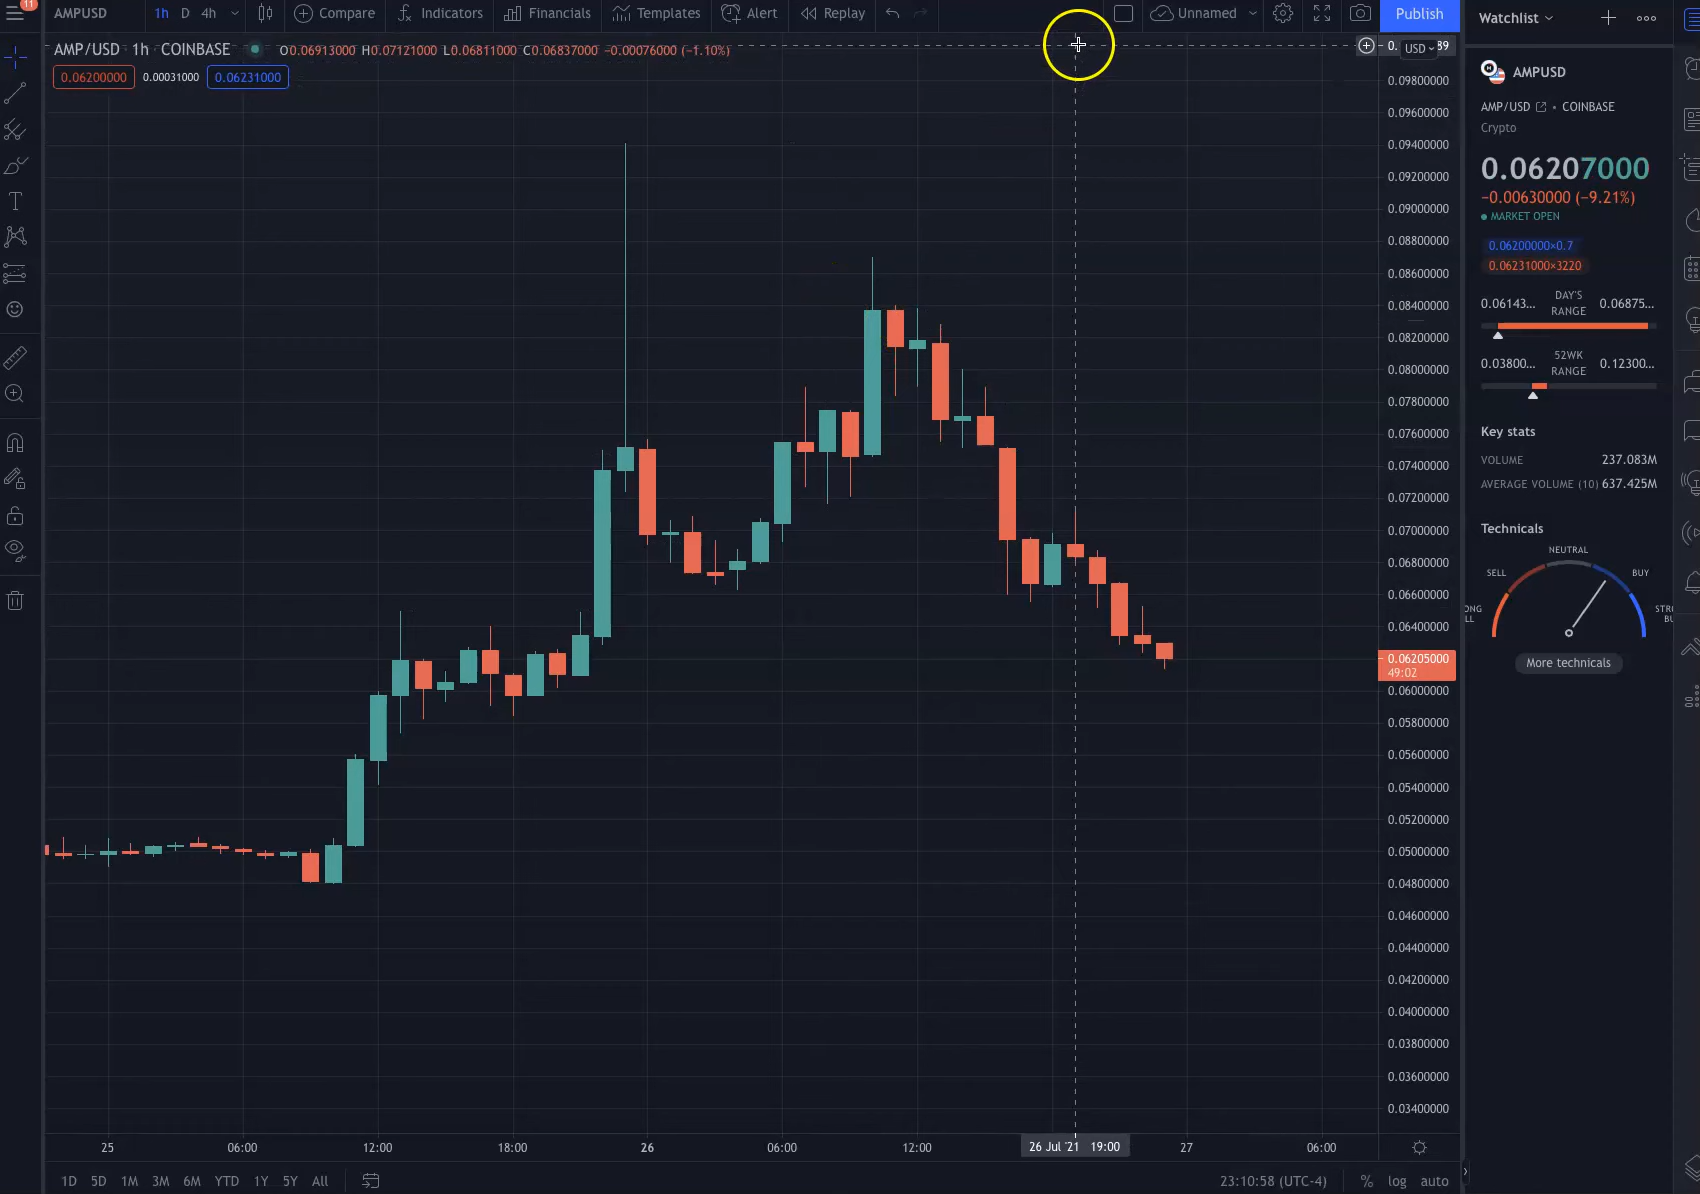 11
AMPUSD
1h D 4h
Compare
Indicators
Financials
Templates
Alert
Replay
Unnamed
Publish
Watchlist
AMP/USD 1h COINBASE
O0.06913000 H0.07121000 L0.06811000 C0.06837000 −0.00076000 (−1.10%)
0.06200000 0.00031000 0.06231000
0. USD 89
0.09800000
0.09600000
0.09400000
0.09200000
0.09000000
0.08800000
0.08600000
0.08400000
0.08200000
0.08000000
0.07800000
0.07600000
0.07400000
0.07200000
0.07000000
0.06800000
0.06600000
0.06400000
0.06205000
49:02
0.06000000
0.05800000
0.05600000
0.05400000
0.05200000
0.05000000
0.04800000
0.04600000
0.04400000
0.04200000
0.04000000
0.03800000
0.03600000
0.03400000
25 06:00 12:00 18:00 26 06:00 12:00 26 Jul '21 19:00 27 06:00
1D 5D 1M 3M 6M YTD 1Y 5Y All
23:10:58 (UTC-4) % log auto
AMPUSD
AMP/USD • COINBASE
Crypto
0.06207000
−0.00630000 (−9.21%)
MARKET OPEN
0.06200000×0.7
0.06231000×3220
0.06143... DAY'S RANGE 0.06875...
0.03800... 52WK RANGE 0.12300...
Key stats
VOLUME 237.083M
AVERAGE VOLUME (10) 637.425M
Technicals
NEUTRAL
SELL BUY
ONG LL STR BU
More technicals